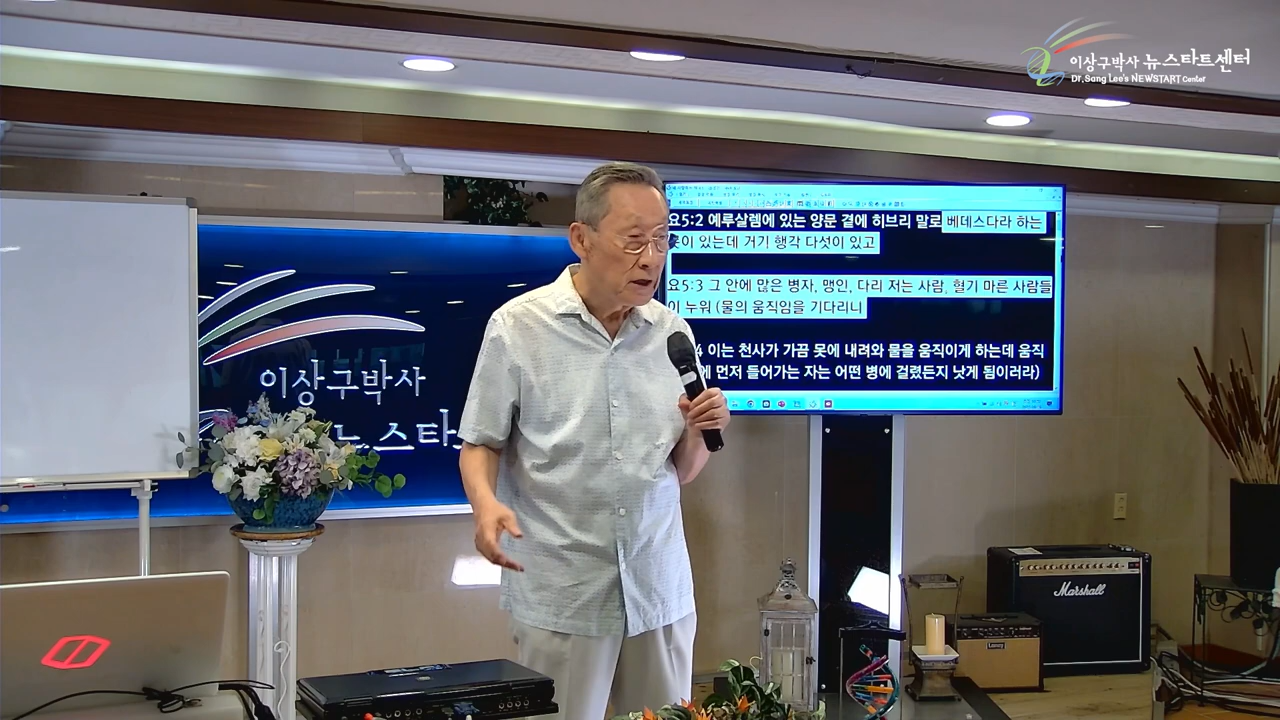 이상구박사 뉴스타트센터
Dr. Sang Lee's NEWSTART Center
요5:2 예루살렘에 있는 양문 곁에 히브리 말로 베데스다라 하는
못이 있는데 거기 행각 다섯이 있고
요5:3 그 안에 많은 병자, 맹인, 다리 저는 사람, 혈기 마른 사람들
이 누워 (물의 움직임을 기다리니
4 이는 천사가 가끔 못에 내려와 물을 움직이게 하는데 움직
에 먼저 들어가는 자는 어떤 병에 걸렸든지 낫게 됨이러라)
이상구박사
뉴스타
Marshall
Laney